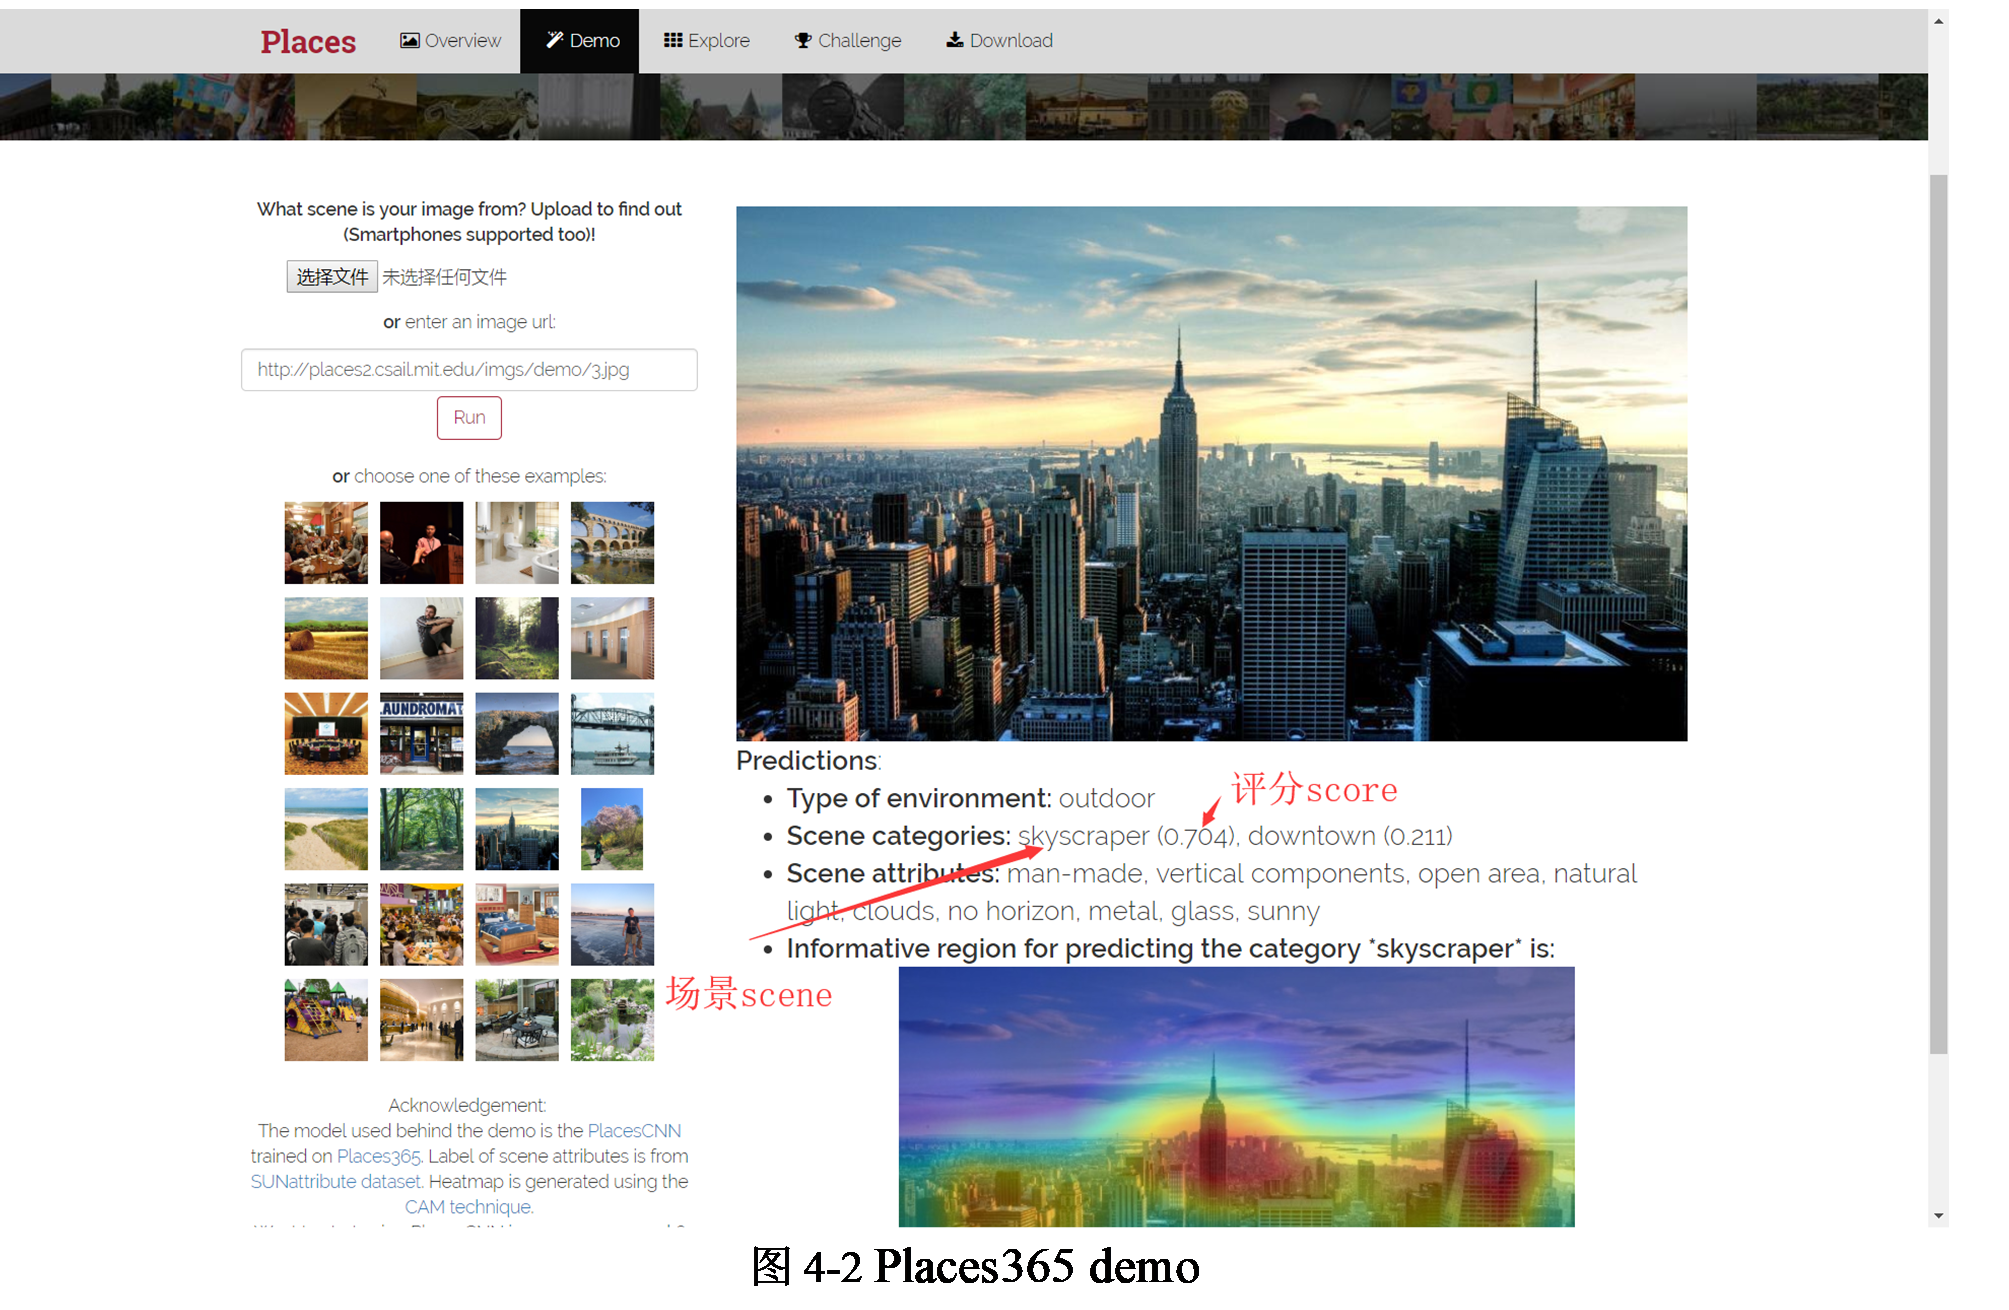 Places Overview Demo Explore Challenge Download
What scene is your image from? Upload to find out
(Smartphones supported too)!
选择文件 未选择任何文件
or enter an image url:
http://places2.csail.mit.edu/imgs/demo/3.jpg
Run
or choose one of these examples:
AUNDROMAT
Acknowledgement:
The model used behind the demo is the PlacesCNN
trained on Places365. Label of scene attributes is from
SUNattribute dataset. Heatmap is generated using the
CAM technique.
Predictions:
评分score
• Type of environment: outdoor
• Scene categories: skyscraper (0.704), downtown (0.211)
• Scene attributes: man-made, vertical components, open area, natural
light, clouds, no horizon, metal, glass, sunny
• Informative region for predicting the category *skyscraper* is:
场景scene
图 4-2 Places365 demo